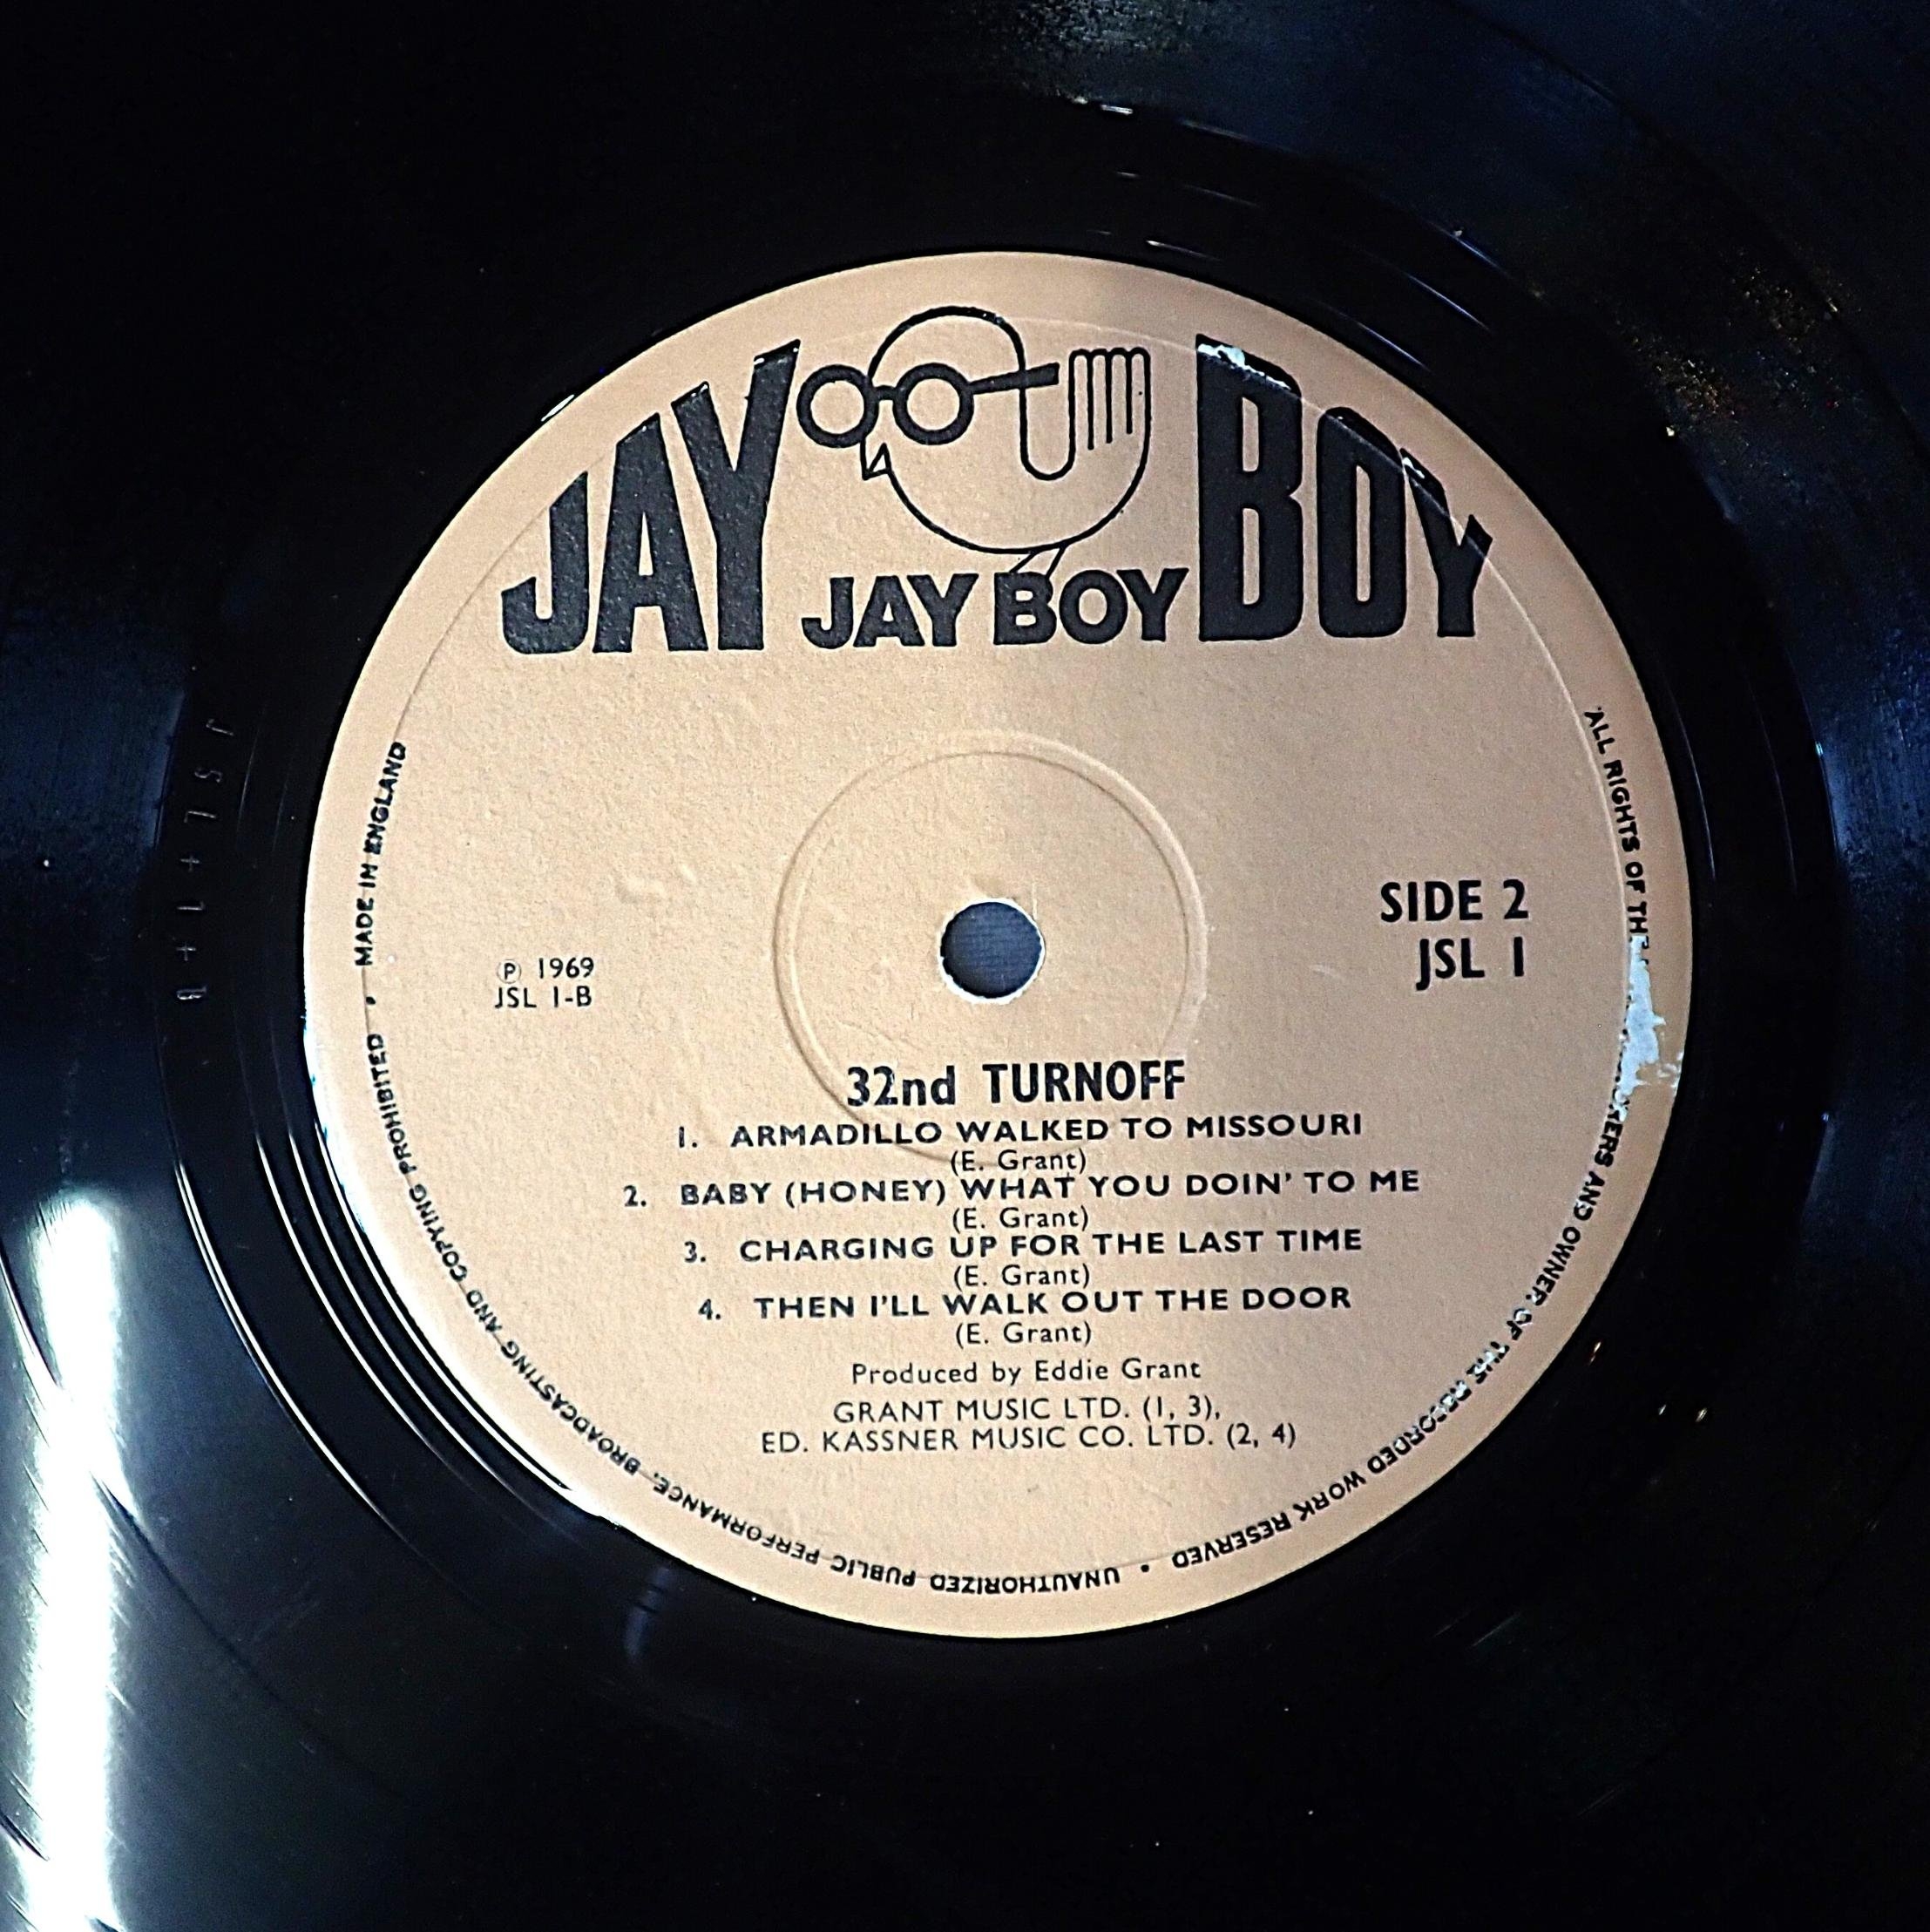 JAY BOY
JAY BOY
SIDE 2
JSL 1
℗ 1969
JSL 1-B
32nd TURNOFF
1. ARMADILLO WALKED TO MISSOURI
(E. Grant)
2. BABY (HONEY) WHAT YOU DOIN' TO ME
(E. Grant)
3. CHARGING UP FOR THE LAST TIME
(E. Grant)
4. THEN I'LL WALK OUT THE DOOR
(E. Grant)
Produced by Eddie Grant
GRANT MUSIC LTD. (1, 3),
ED. KASSNER MUSIC CO. LTD. (2, 4)
ALL RIGHTS OF AND OWNER OF THE RECORDED WORK RESERVED • UNAUTHORIZED PUBLIC PERFORMANCE, BROADCASTING AND COPYING PROHIBITED • MADE IN ENGLAND
JSL+1+B